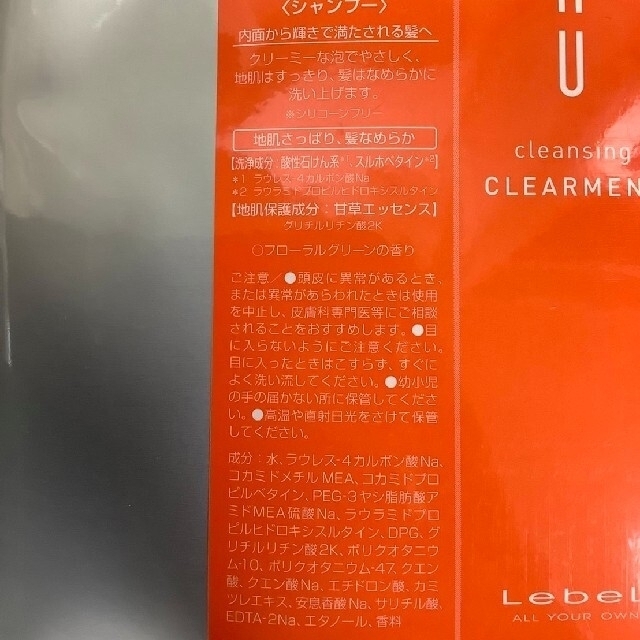 〈シャンプー〉
内面から輝きで満たされる髪へ
クリーミーな泡でやさしく、
地肌はすっきり、髪はなめらかに
洗い上げます。
※シリコーンフリー
地肌さっぱり、髪なめらか
【洗浄成分：酸性石けん系*¹、スルホベタイン*²】
*1 ラウレス-4カルボン酸Na
*2 ラウラミドプロピルヒドロキシスルタイン
【地肌保護成分：甘草エッセンス】
グリチルリチン酸2K
○フローラルグリーンの香り
ご注意／●頭皮に異常があるとき、
または異常があらわれたときは使用
を中止し、皮膚科専門医等にご相談
されることをおすすめします。●目
に入らないようにご注意ください。
目に入ったときはこすらず、すぐに
よく洗い流してください。●幼小児
の手の届かない所に保管してくださ
い。●高温や直射日光をさけて保管
してください。
成分：水、ラウレス-4カルボン酸Na、
コカミドメチルMEA、コカミドプロ
ピルベタイン、PEG-3ヤシ脂肪酸ア
ミドMEA硫酸Na、ラウラミドプロ
ピルヒドロキシスルタイン、DPG、グ
リチルリチン酸2K、ポリクオタニウ
ム-10、ポリクオタニウム-47、クエン
酸、クエン酸Na、エチドロン酸、カミ
ツレエキス、安息香酸Na、サリチル酸、
EDTA-2Na、エタノール、香料
U
cleansing
CLEARMEN
LebeL
ALL YOUR OWN